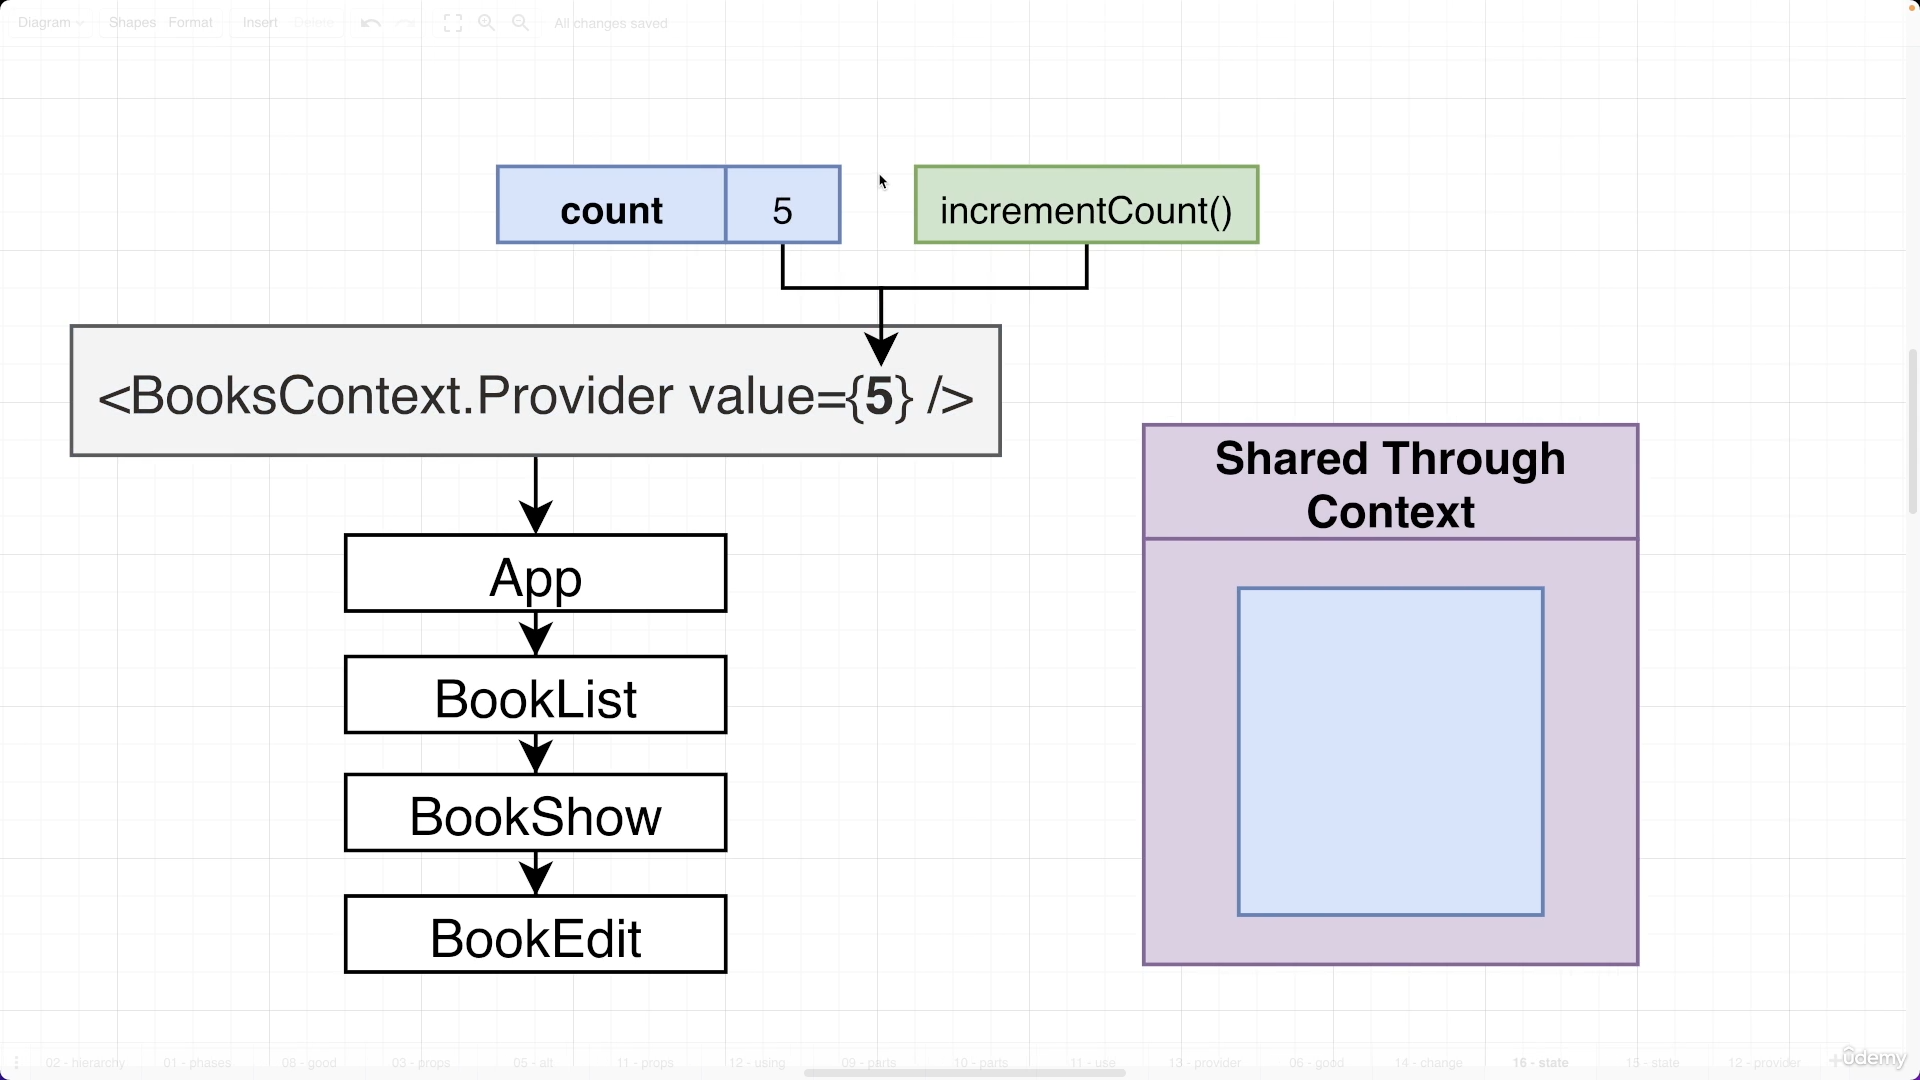 Diagram Shapes Format Insert Delete All changes saved
count 5 incrementCount()
<BooksContext.Provider value={5} />
Shared Through
Context
App
BookList
BookShow
BookEdit
02 - hierarchy 01 - phases 08 - good 03 - props 05 - alt 11 - props 12 - using 09 - parts 10 - parts 11 - use 13 - provider 06 - good 14 - change 16 - state 15 - state 12 - provider
ûdemy